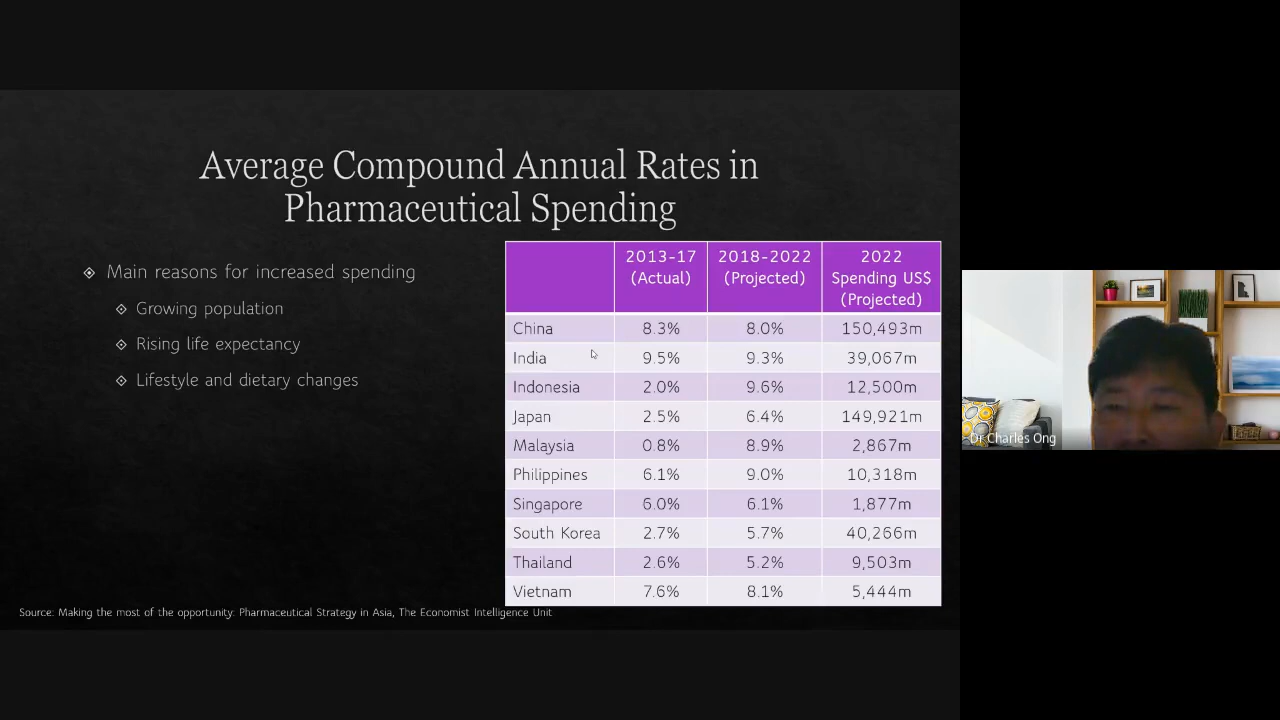 Average Compound Annual Rates in
Pharmaceutical Spending
Main reasons for increased spending
Growing population
Rising life expectancy
Lifestyle and dietary changes
2013-17 (Actual) 2018-2022 (Projected) 2022 Spending US$ (Projected)
China 8.3% 8.0% 150,493m
India 9.5% 9.3% 39,067m
Indonesia 2.0% 9.6% 12,500m
Japan 2.5% 6.4% 149,921m
Malaysia 0.8% 8.9% 2,867m
Philippines 6.1% 9.0% 10,318m
Singapore 6.0% 6.1% 1,877m
South Korea 2.7% 5.7% 40,266m
Thailand 2.6% 5.2% 9,503m
Vietnam 7.6% 8.1% 5,444m
Source: Making the most of the opportunity: Pharmaceutical Strategy in Asia, The Economist Intelligence Unit
Dr Charles Ong